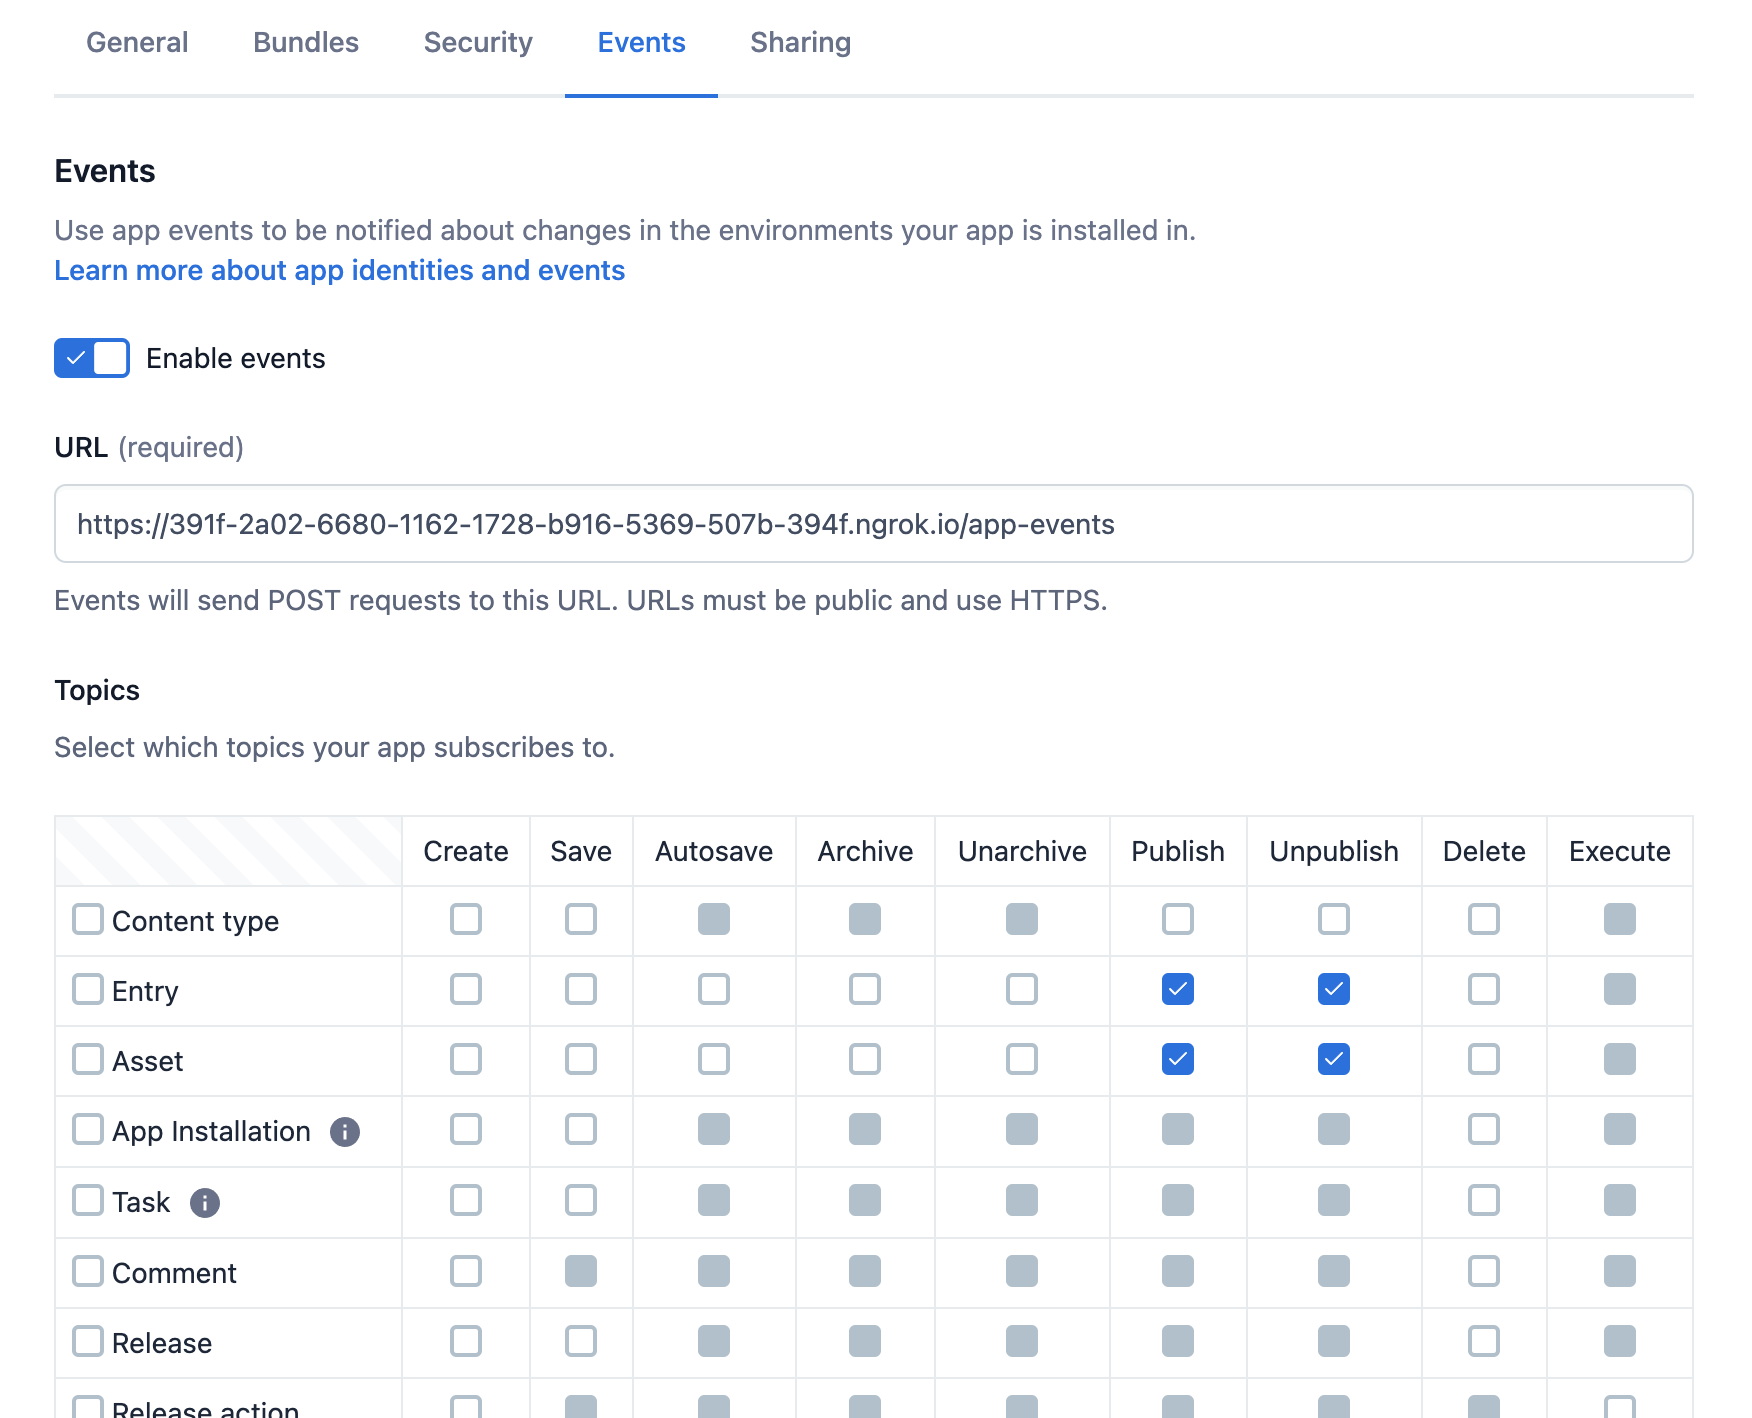 General Bundles Security Events Sharing
Events
Use app events to be notified about changes in the environments your app is installed in.
Learn more about app identities and events
Enable events
URL (required)
https://391f-2a02-6680-1162-1728-b916-5369-507b-394f.ngrok.io/app-events
Events will send POST requests to this URL. URLs must be public and use HTTPS.
Topics
Select which topics your app subscribes to.
Create Save Autosave Archive Unarchive Publish Unpublish Delete Execute
Content type
Entry
Asset
App Installation
Task
Comment
Release
Release action